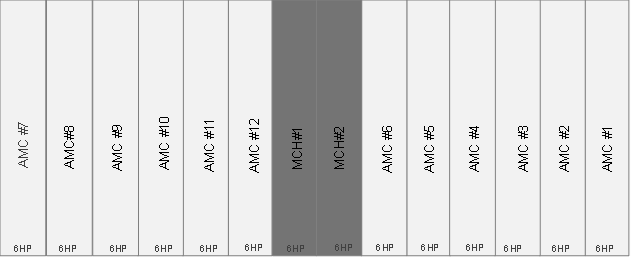 AMC #7
AMC#8
AMC #9
AMC #10
AMC #11
AMC #12
MCH#1
MCH#2
AMC #6
AMC #5
AMC #4
AMC #3
AMC #2
AMC #1
6HP
6HP
6HP
6HP
6HP
6HP
6HP
6HP
6HP
6HP
6HP
6HP
6HP
6HP